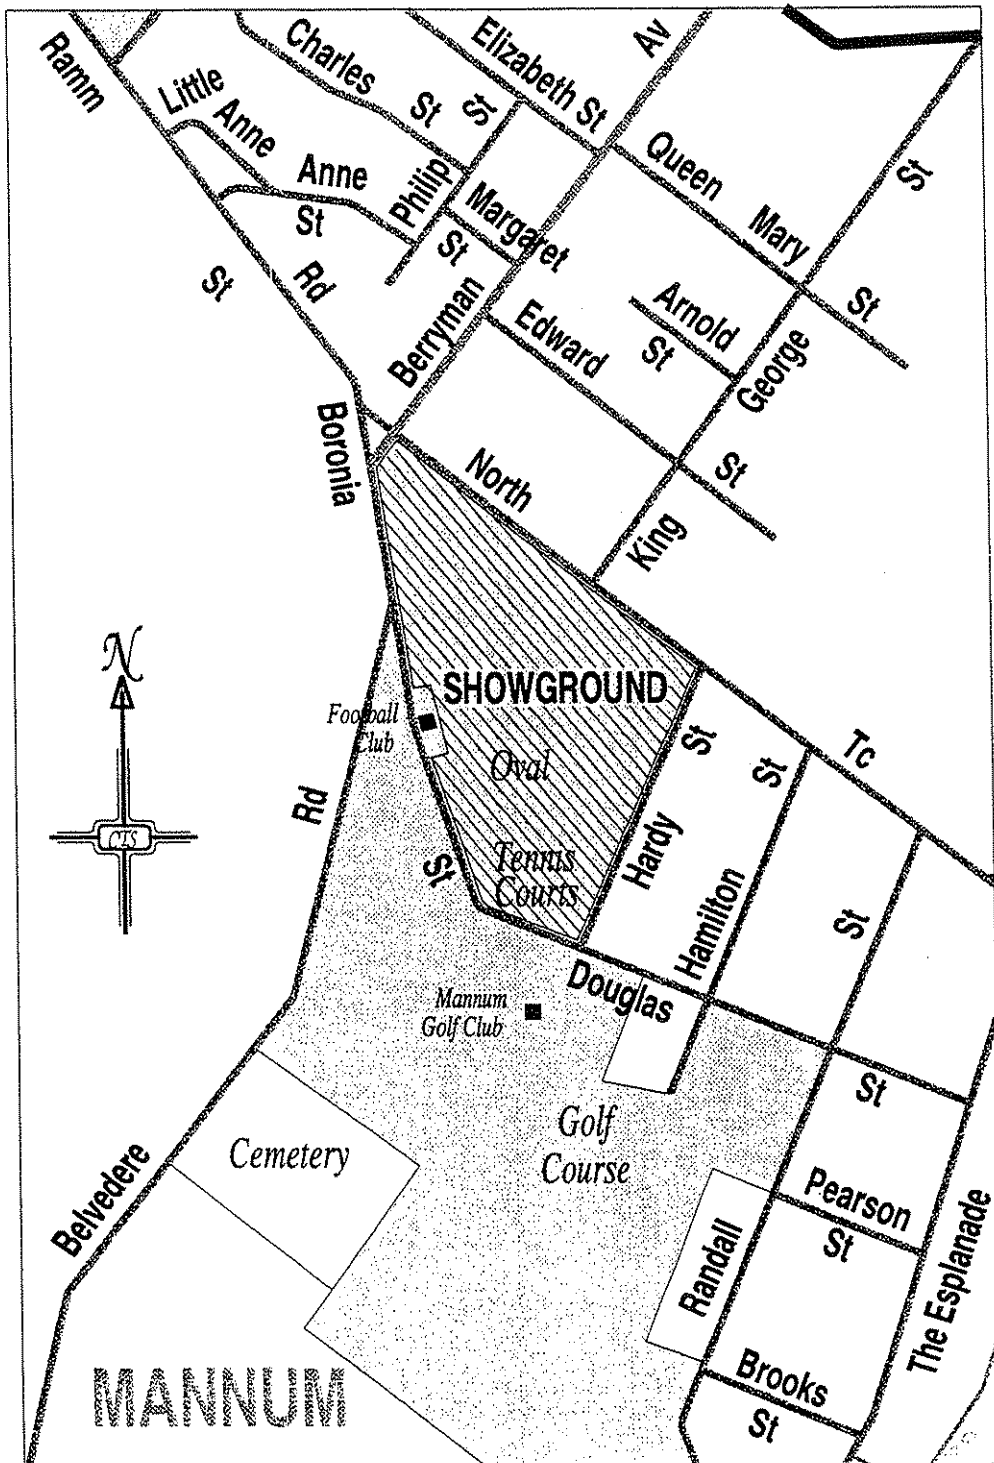 Ramm
St
Little
Anne
Charles
St
Anne
St
Rd
Philip
St
Elizabeth St
Margaret
St
Berryman
Av
Queen
Mary
St
Edward
St
Arnold
St
King
George
St
Boronia
St
North
Tc
N
CTS
SHOWGROUND
Football
Club
Oval
Tennis
Courts
Hardy
St
Hamilton
St
Rd
Belvedere
Douglas
St
Mannum
Golf Club
Golf
Course
Cemetery
Randall
St
Pearson
St
Brooks
St
The Esplanade
MANNUM